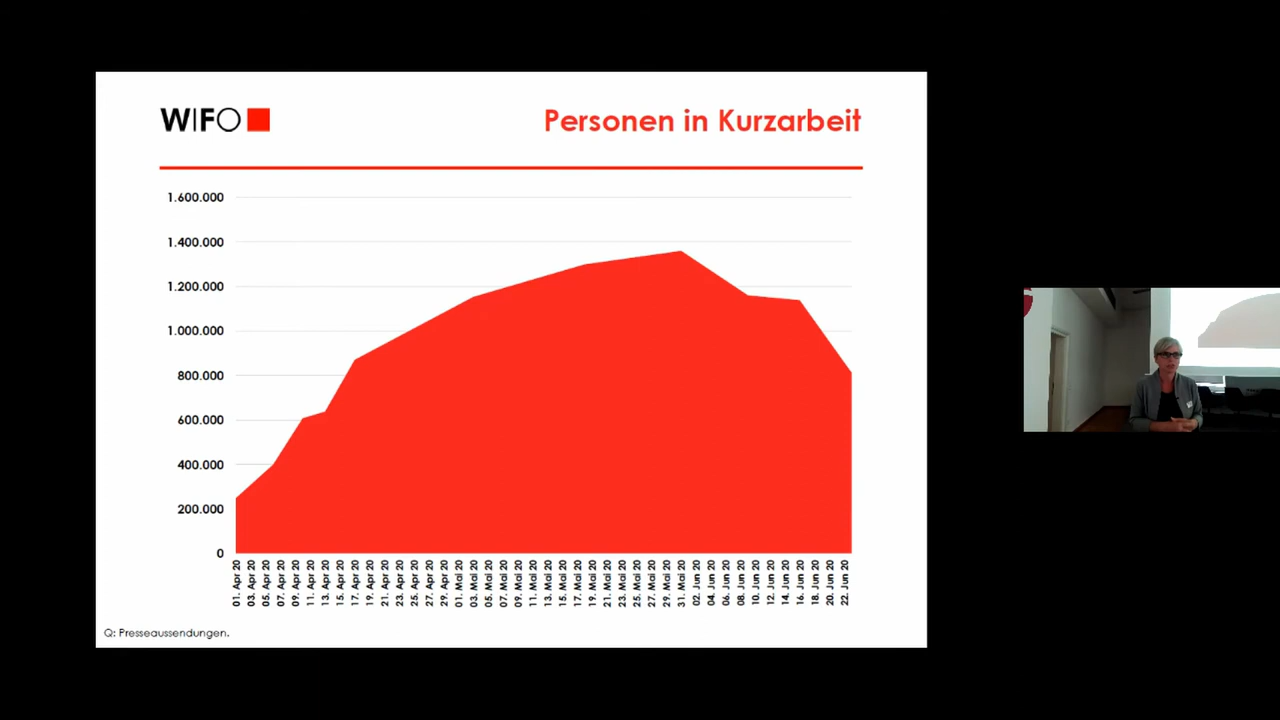 WIFO
Personen in Kurzarbeit
1.600.000
1.400.000
1.200.000
1.000.000
800.000
600.000
400.000
200.000
0
01. Apr 20
03. Apr 20
05. Apr 20
07. Apr 20
09. Apr 20
11. Apr 20
13. Apr 20
15. Apr 20
17. Apr 20
19. Apr 20
21. Apr 20
23. Apr 20
25. Apr 20
27. Apr 20
29. Apr 20
01. Mai 20
03. Mai 20
05. Mai 20
07. Mai 20
09. Mai 20
11. Mai 20
13. Mai 20
15. Mai 20
17. Mai 20
19. Mai 20
21. Mai 20
23. Mai 20
25. Mai 20
27. Mai 20
29. Mai 20
31. Mai 20
02. Jun 20
04. Jun 20
06. Jun 20
08. Jun 20
10. Jun 20
12. Jun 20
14. Jun 20
16. Jun 20
18. Jun 20
20. Jun 20
22. Jun 20
Q: Presseaussendungen.